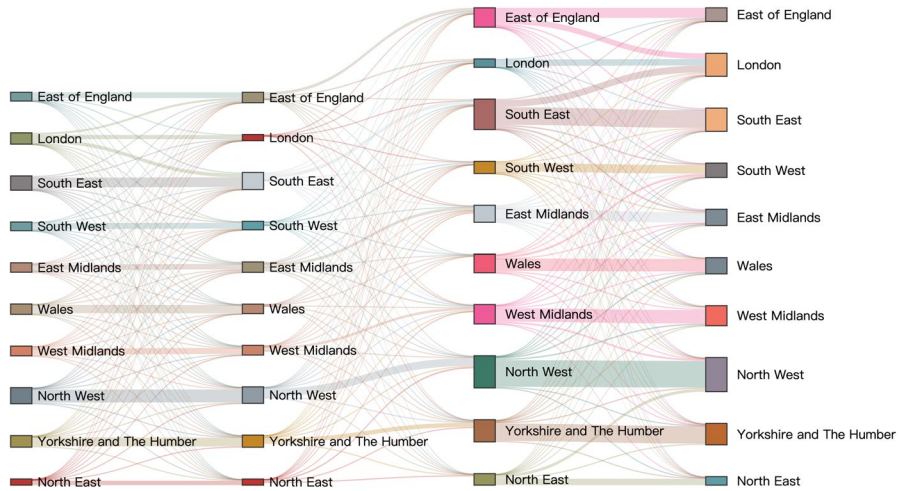 East of England
London
South East
South West
East Midlands
Wales
West Midlands
North West
Yorkshire and The Humber
North East
East of England
London
South East
South West
East Midlands
Wales
West Midlands
North West
Yorkshire and The Humber
North East
East of England
London
South East
South West
East Midlands
Wales
West Midlands
North West
Yorkshire and The Humber
North East
East of England
London
South East
South West
East Midlands
Wales
West Midlands
North West
Yorkshire and The Humber
North East